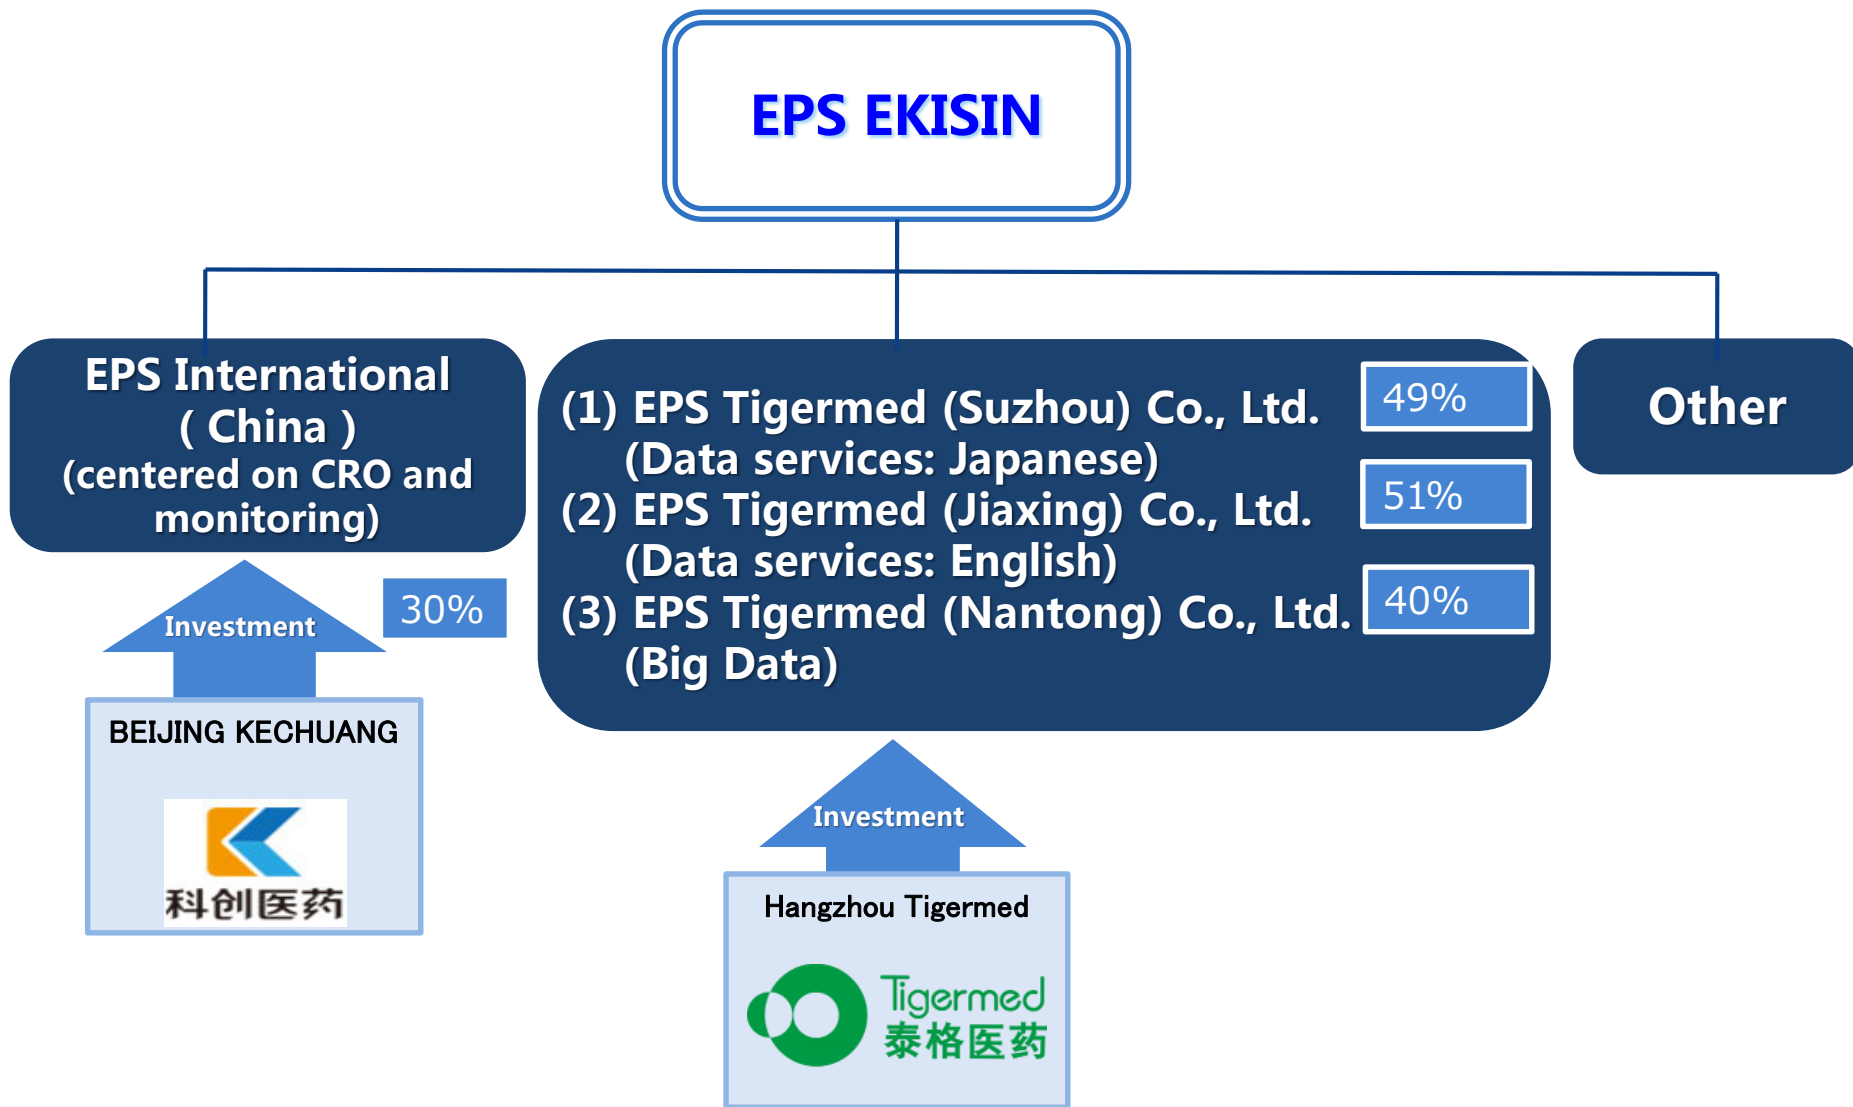 EPS EKISIN
EPS International
( China )
(centered on CRO and
monitoring)
(1) EPS Tigermed (Suzhou) Co., Ltd.
49%
(Data services: Japanese)
(2) EPS Tigermed (Jiaxing) Co., Ltd.
51%
(Data services: English)
(3) EPS Tigermed (Nantong) Co., Ltd.
40%
(Big Data)
Other
Investment
30%
BEIJING KECHUANG
科创医药
Investment
Hangzhou Tigermed
Tigermed
泰格医药